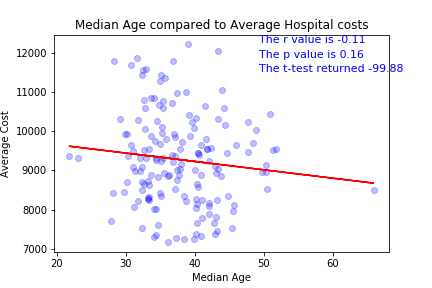 Median Age compared to Average Hospital costs
The r value is -0.11
The p value is 0.16
The t-test returned -99.88
Average Cost
12000
11000
10000
9000
8000
7000
20 30 40 50 60
Median Age